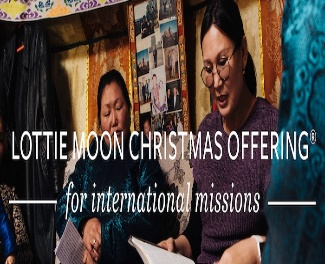 LOTTIE MOON CHRISTMAS OFFERING®
for international missions